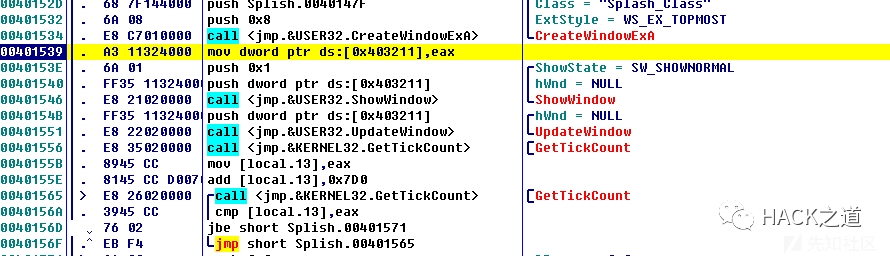 0040152D . 68 7F144000 push Splish.0040147F Class = "Splash_Class"
00401532 . 6A 08 push 0x8 ExtStyle = WS_EX_TOPMOST
00401534 . E8 C7010000 call <jmp.&USER32.CreateWindowExA> CreateWindowExA
00401539 . A3 11324000 mov dword ptr ds:[0x403211],eax
0040153E . 6A 01 push 0x1 ShowState = SW_SHOWNORMAL
00401540 . FF35 1132400 push dword ptr ds:[0x403211] hWnd = NULL
00401546 . E8 21020000 call <jmp.&USER32.ShowWindow> ShowWindow
0040154B . FF35 1132400 push dword ptr ds:[0x403211] hWnd = NULL
00401551 . E8 22020000 call <jmp.&USER32.UpdateWindow> UpdateWindow
00401556 . E8 35020000 call <jmp.&KERNEL32.GetTickCount> GetTickCount
0040155B . 8945 CC mov [local.13],eax
0040155E . 8145 CC D007 add [local.13],0x7D0
00401565 > E8 26020000 call <jmp.&KERNEL32.GetTickCount> GetTickCount
0040156A . 3945 CC cmp [local.13],eax
0040156D . 76 02 jbe short Splish.00401571
0040156F .^ EB F4 jmp short Splish.00401565
HACK之道
先知社区